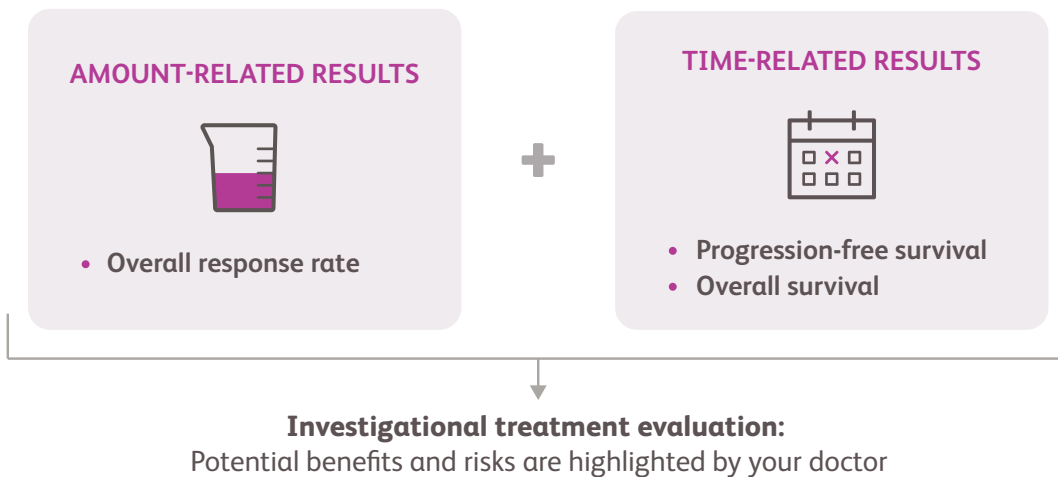 AMOUNT-RELATED RESULTS
• Overall response rate
TIME-RELATED RESULTS
• Progression-free survival
• Overall survival
Investigational treatment evaluation:
Potential benefits and risks are highlighted by your doctor